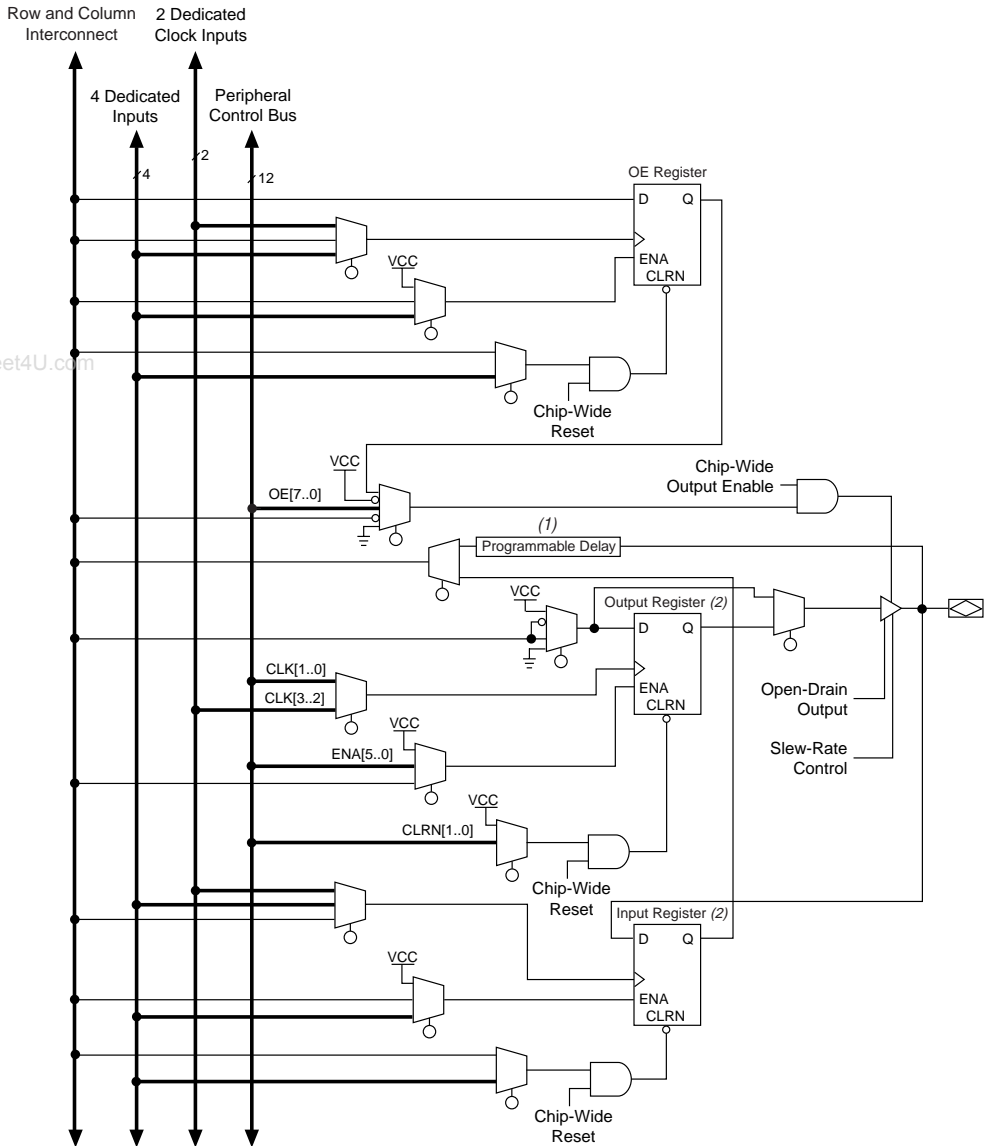 Row and Column
Interconnect
2 Dedicated
Clock Inputs
4 Dedicated
Inputs
Peripheral
Control Bus
2
4
12
OE Register
D Q
ENA
CLRN
VCC
eet4U.com
Chip-Wide
Reset
VCC
OE[7..0]
Chip-Wide
Output Enable
(1)
Programmable Delay
VCC
Output Register (2)
D Q
ENA
CLRN
CLK[1..0]
CLK[3..2]
VCC
ENA[5..0]
Open-Drain
Output
Slew-Rate
Control
VCC
CLRN[1..0]
Chip-Wide
Reset
Input Register (2)
D Q
ENA
CLRN
VCC
Chip-Wide
Reset